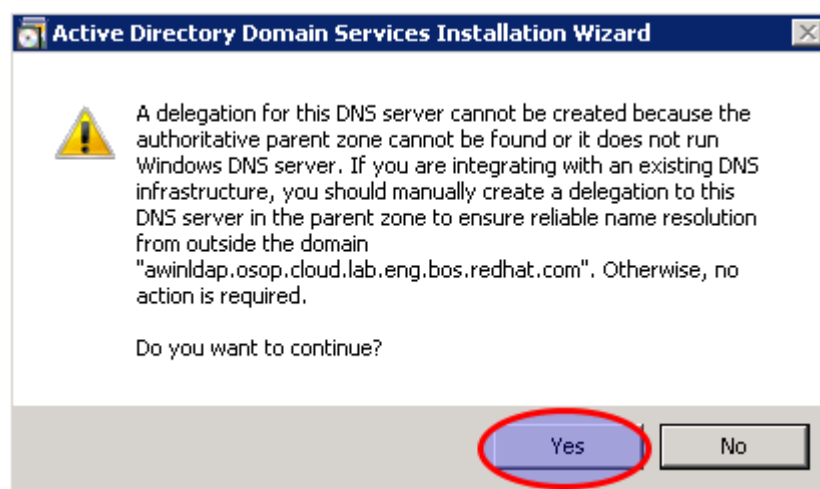 Active Directory Domain Services Installation Wizard
A delegation for this DNS server cannot be created because the
authoritative parent zone cannot be found or it does not run
Windows DNS server. If you are integrating with an existing DNS
infrastructure, you should manually create a delegation to this
DNS server in the parent zone to ensure reliable name resolution
from outside the domain
"awinldap.osop.cloud.lab.eng.bos.redhat.com". Otherwise, no
action is required.
Do you want to continue?
Yes No